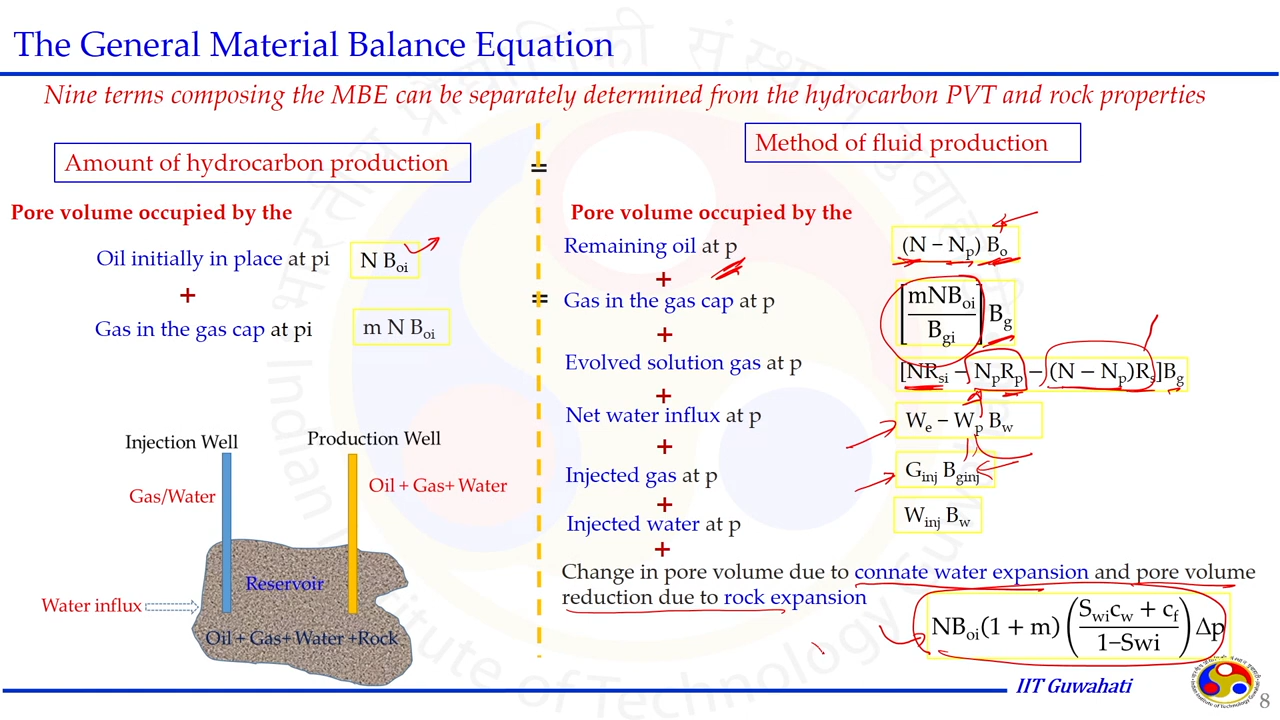 The General Material Balance Equation
Nine terms composing the MBE can be separately determined from the hydrocarbon PVT and rock properties
Amount of hydrocarbon production
=
Method of fluid production
Pore volume occupied by the
Oil initially in place at pi
N Boi
+
Gas in the gas cap at pi
m N Boi
Injection Well
Production Well
Gas/Water
Oil + Gas+ Water
Reservoir
Water influx
Oil + Gas+ Water +Rock
=
Pore volume occupied by the
Remaining oil at p
(N − Np) Bo
+
Gas in the gas cap at p
[mNBoi / Bgi] Bg
+
Evolved solution gas at p
[NRsi − NpRp − (N − Np)Rs]Bg
+
Net water influx at p
We − Wp Bw
+
Injected gas at p
Ginj Bginj
+
Injected water at p
Winj Bw
+
Change in pore volume due to connate water expansion and pore volume
reduction due to rock expansion
NBoi(1 + m) (Swicw + cf / 1−Swi) Δp
IIT Guwahati
8